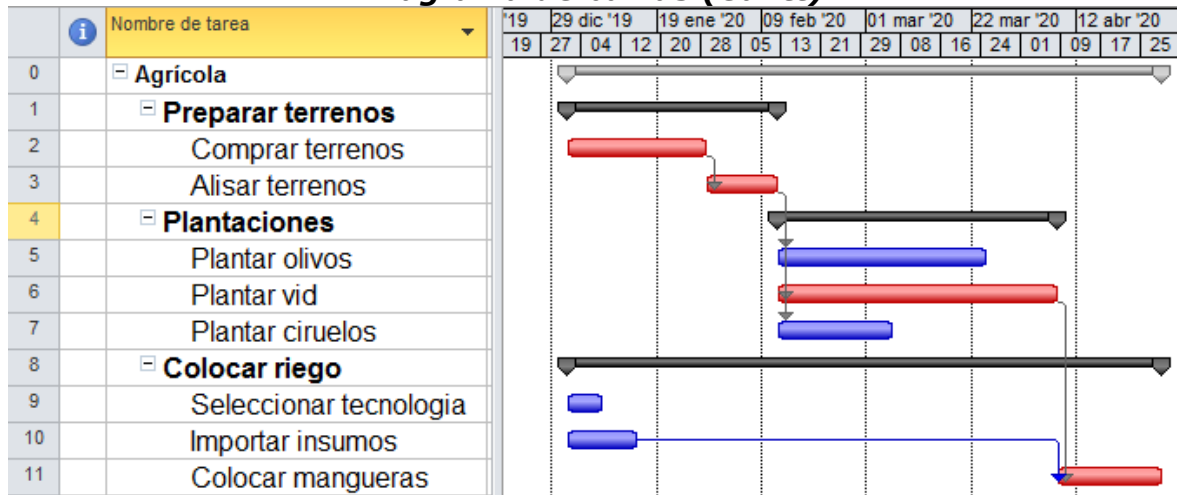 Nombre de tarea
'19 29 dic '19 19 ene '20 09 feb '20 01 mar '20 22 mar '20 12 abr '20
19 27 04 12 20 28 05 13 21 29 08 16 24 01 09 17 25
0 Agrícola
1 Preparar terrenos
2 Comprar terrenos
3 Alisar terrenos
4 Plantaciones
5 Plantar olivos
6 Plantar vid
7 Plantar ciruelos
8 Colocar riego
9 Seleccionar tecnologia
10 Importar insumos
11 Colocar mangueras